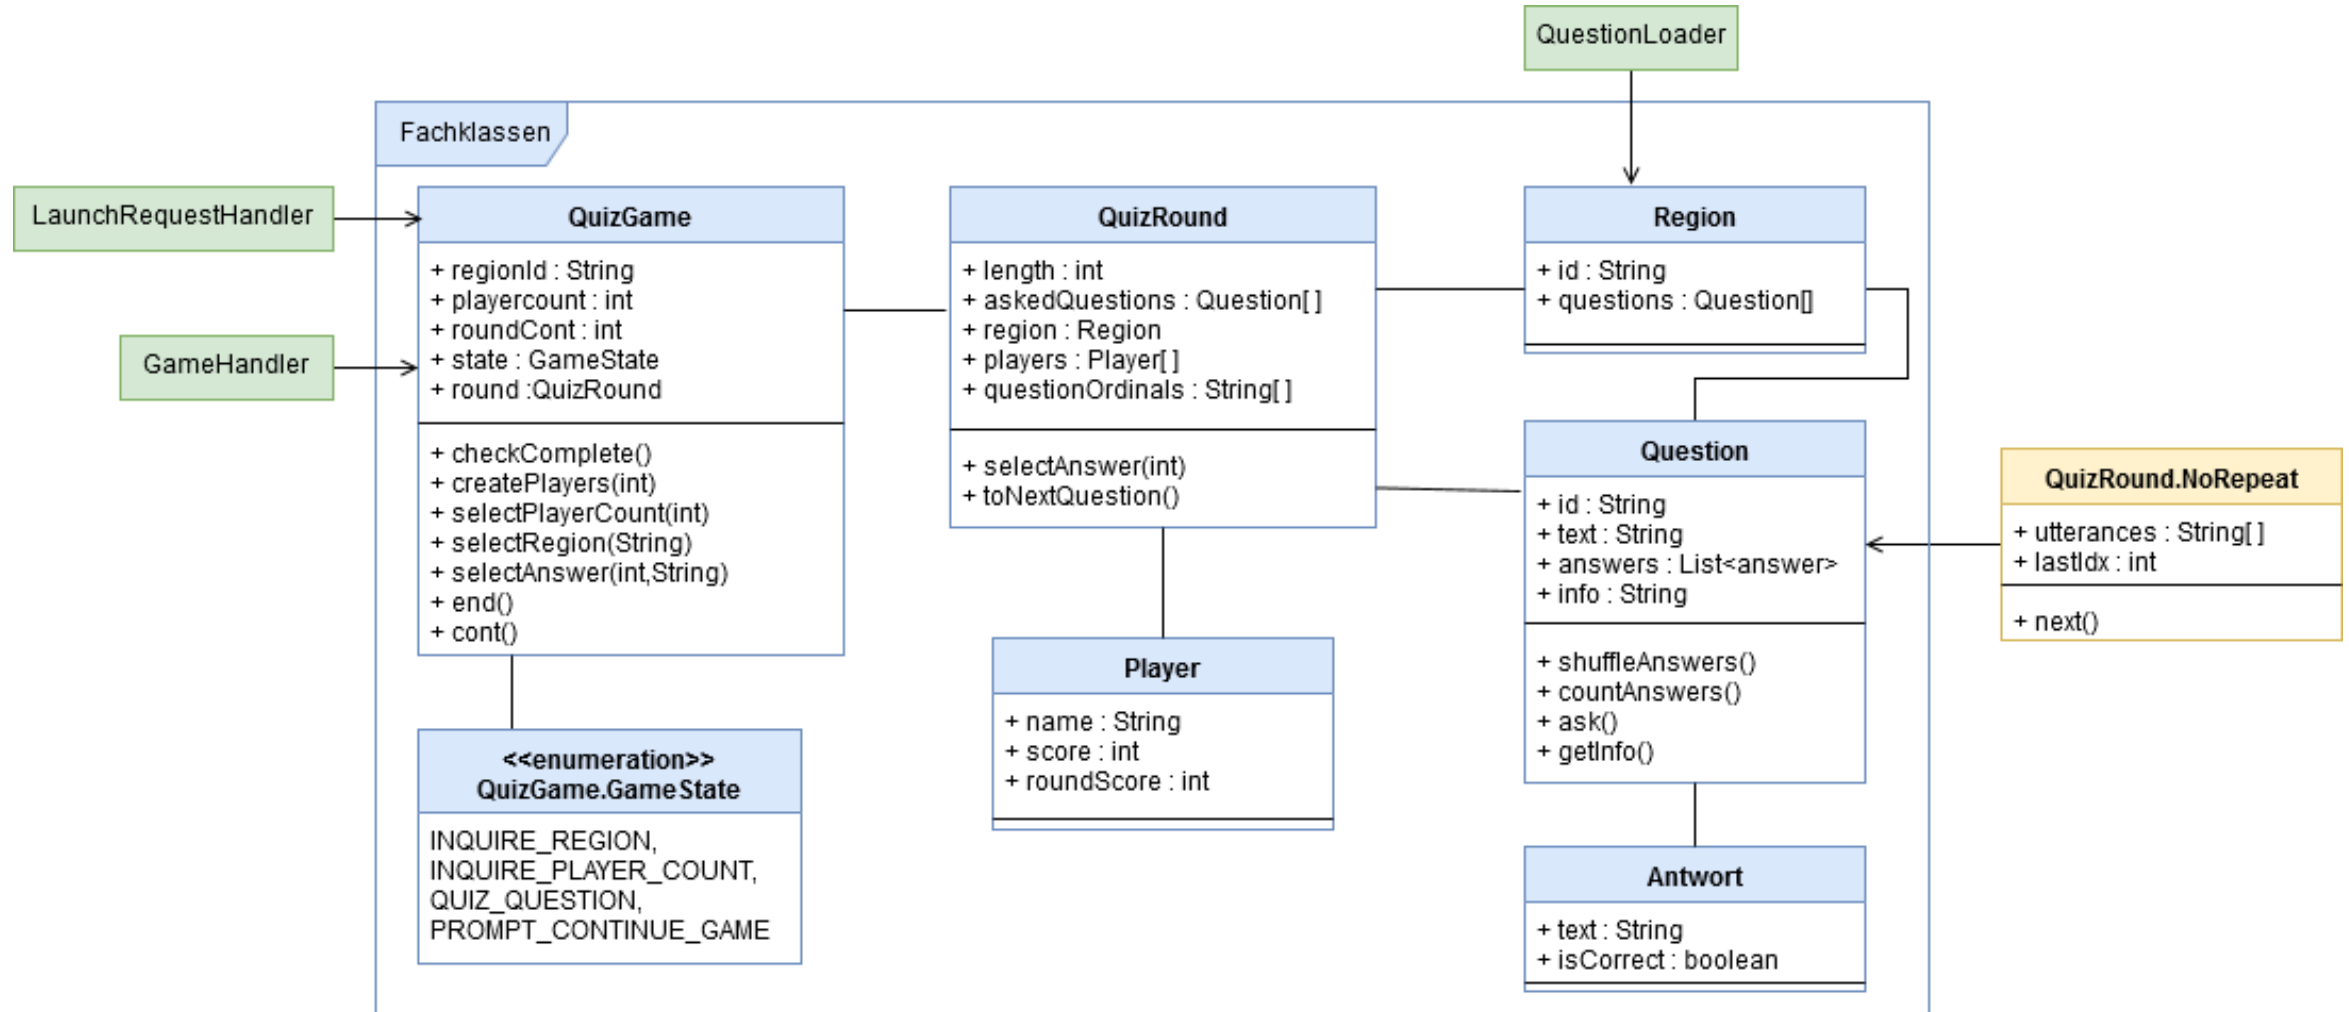 QuestionLoader
Fachklassen
LaunchRequestHandler
GameHandler
QuizGame
+ regionId : String
+ playercount : int
+ roundCont : int
+ state : GameState
+ round :QuizRound
+ checkComplete()
+ createPlayers(int)
+ selectPlayerCount(int)
+ selectRegion(String)
+ selectAnswer(int,String)
+ end()
+ cont()
<<enumeration>>
QuizGame.GameState
INQUIRE_REGION,
INQUIRE_PLAYER_COUNT,
QUIZ_QUESTION,
PROMPT_CONTINUE_GAME
QuizRound
+ length : int
+ askedQuestions : Question[ ]
+ region : Region
+ players : Player[ ]
+ questionOrdinals : String[ ]
+ selectAnswer(int)
+ toNextQuestion()
Player
+ name : String
+ score : int
+ roundScore : int
Region
+ id : String
+ questions : Question[]
Question
+ id : String
+ text : String
+ answers : List<answer>
+ info : String
+ shuffleAnswers()
+ countAnswers()
+ ask()
+ getInfo()
Antwort
+ text : String
+ isCorrect : boolean
QuizRound.NoRepeat
+ utterances : String[ ]
+ lastIdx : int
+ next()